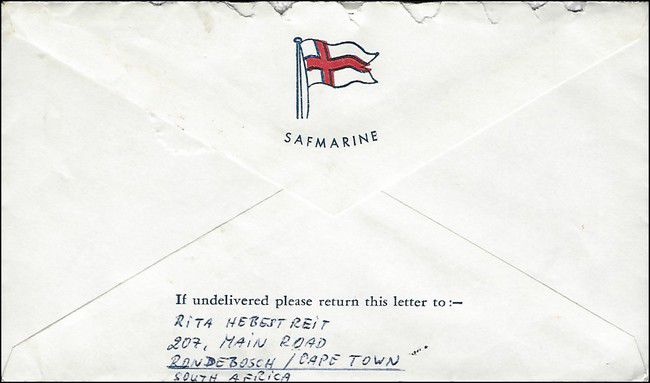 SAFMARINE
If undelivered please return this letter to :—
RITA HEBESTREIT
207, MAIN ROAD
RONDEBOSCH / CAPE TOWN
SOUTH AFRICA